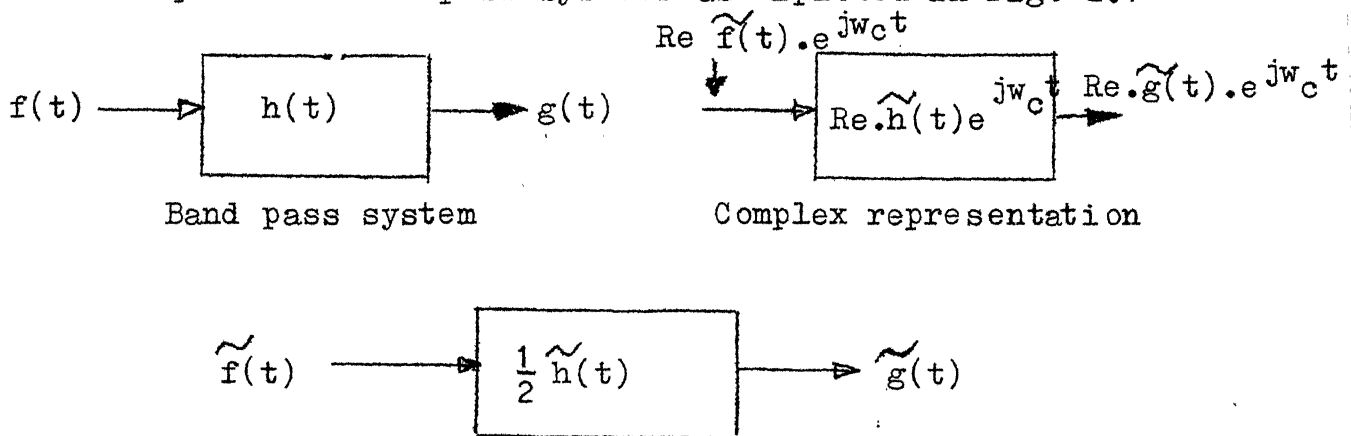 Re f̃(t).e^{jw_c t}
f(t) h(t) g(t) Re.h̃(t)e^{jw_c t} Re.g̃(t).e^{jw_c t}
Band pass system Complex representation
f̃(t) 1/2 h̃(t) g̃(t)